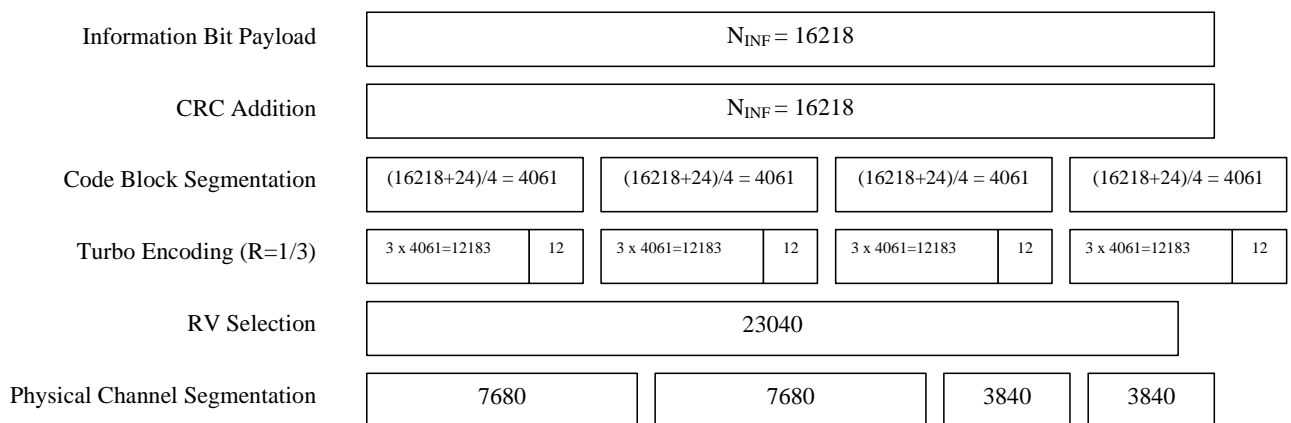 Information Bit Payload N_INF = 16218
CRC Addition N_INF = 16218
Code Block Segmentation (16218+24)/4 = 4061 (16218+24)/4 = 4061 (16218+24)/4 = 4061 (16218+24)/4 = 4061
Turbo Encoding (R=1/3) 3 x 4061=12183 12 3 x 4061=12183 12 3 x 4061=12183 12 3 x 4061=12183 12
RV Selection 23040
Physical Channel Segmentation 7680 7680 3840 3840